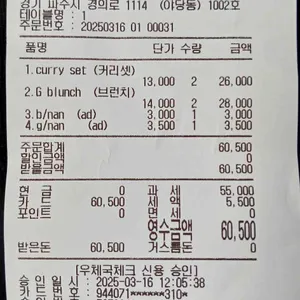 경기 파주시 경의로 1114 (야당동) 1002호
테이블명 : 1
주문번호 : 20250316 01 00031
품명 단가 수량 금액
1.curry set (커리셋)
13,000 2 26,000
2.G blunch (브런치)
14,000 2 28,000
3.b/nan (ad) 3,000 1 3,000
4.g/nan (ad) 3,500 1 3,500
주문합계 60,500
할인금액 0
받을금액 60,500
현 금 0 과 세 55,000
카 드 60,500 세 액 5,500
포인트 0 면 세 0
영수금액 60,500
받은돈 60,500 거스름돈 0
[우체국체크 신용 승인]
승 인 일 시 : 2025-03-16 12:05:38
카 드 번 호 : 944071******310*